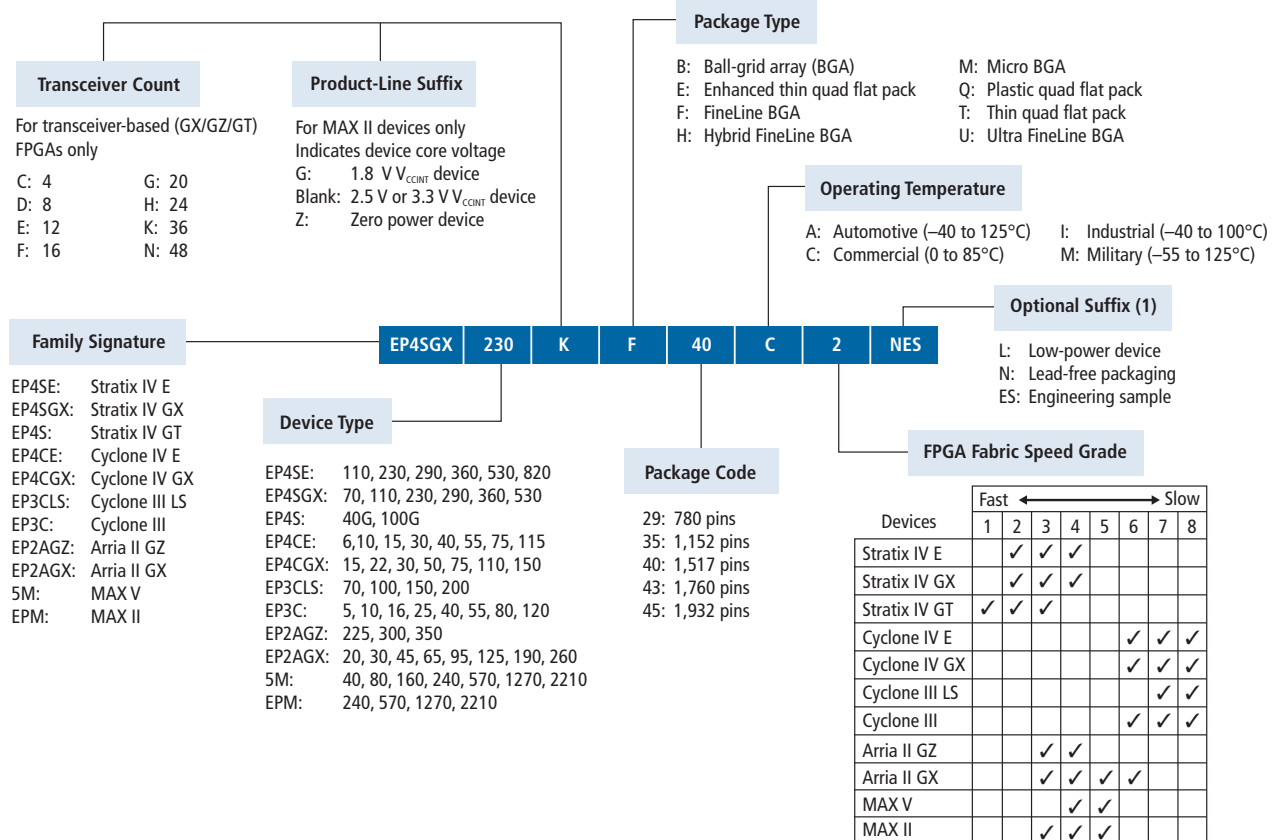 Package Type
B: Ball-grid array (BGA)
E: Enhanced thin quad flat pack
F: FineLine BGA
H: Hybrid FineLine BGA
M: Micro BGA
Q: Plastic quad flat pack
T: Thin quad flat pack
U: Ultra FineLine BGA
Transceiver Count
For transceiver-based (GX/GZ/GT)
FPGAs only
C: 4
D: 8
E: 12
F: 16
G: 20
H: 24
K: 36
N: 48
Product-Line Suffix
For MAX II devices only
Indicates device core voltage
G: 1.8 V VCCINT device
Blank: 2.5 V or 3.3 V VCCINT device
Z: Zero power device
Operating Temperature
A: Automotive (–40 to 125°C)
C: Commercial (0 to 85°C)
I: Industrial (–40 to 100°C)
M: Military (–55 to 125°C)
Optional Suffix (1)
L: Low-power device
N: Lead-free packaging
ES: Engineering sample
EP4SGX 230 K F 40 C 2 NES
Family Signature
EP4SE: Stratix IV E
EP4SGX: Stratix IV GX
EP4S: Stratix IV GT
EP4CE: Cyclone IV E
EP4CGX: Cyclone IV GX
EP3CLS: Cyclone III LS
EP3C: Cyclone III
EP2AGZ: Arria II GZ
EP2AGX: Arria II GX
5M: MAX V
EPM: MAX II
Device Type
EP4SE: 110, 230, 290, 360, 530, 820
EP4SGX: 70, 110, 230, 290, 360, 530
EP4S: 40G, 100G
EP4CE: 6,10, 15, 30, 40, 55, 75, 115
EP4CGX: 15, 22, 30, 50, 75, 110, 150
EP3CLS: 70, 100, 150, 200
EP3C: 5, 10, 16, 25, 40, 55, 80, 120
EP2AGZ: 225, 300, 350
EP2AGX: 20, 30, 45, 65, 95, 125, 190, 260
5M: 40, 80, 160, 240, 570, 1270, 2210
EPM: 240, 570, 1270, 2210
Package Code
29: 780 pins
35: 1,152 pins
40: 1,517 pins
43: 1,760 pins
45: 1,932 pins
FPGA Fabric Speed Grade
Fast Slow
Devices 1 2 3 4 5 6 7 8
Stratix IV E ✓ ✓ ✓
Stratix IV GX ✓ ✓ ✓
Stratix IV GT ✓ ✓ ✓
Cyclone IV E ✓ ✓ ✓
Cyclone IV GX ✓ ✓ ✓
Cyclone III LS ✓ ✓
Cyclone III ✓ ✓ ✓
Arria II GZ ✓ ✓
Arria II GX ✓ ✓ ✓ ✓
MAX V ✓ ✓
MAX II ✓ ✓ ✓